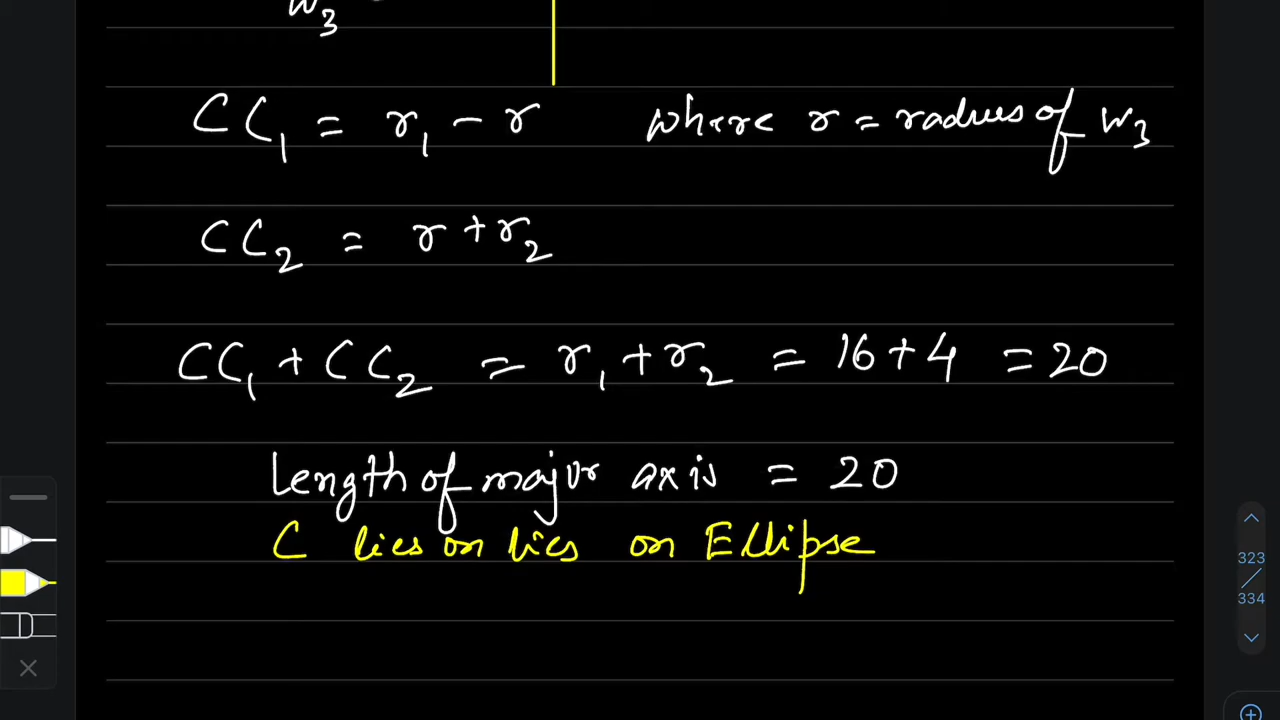 w₃
CC₁ = r₁ - r where r = radius of w₃
CC₂ = r + r₂
CC₁ + CC₂ = r₁ + r₂ = 16 + 4 = 20
Length of major axis = 20
C lies on lies on Ellipse
323
/
334